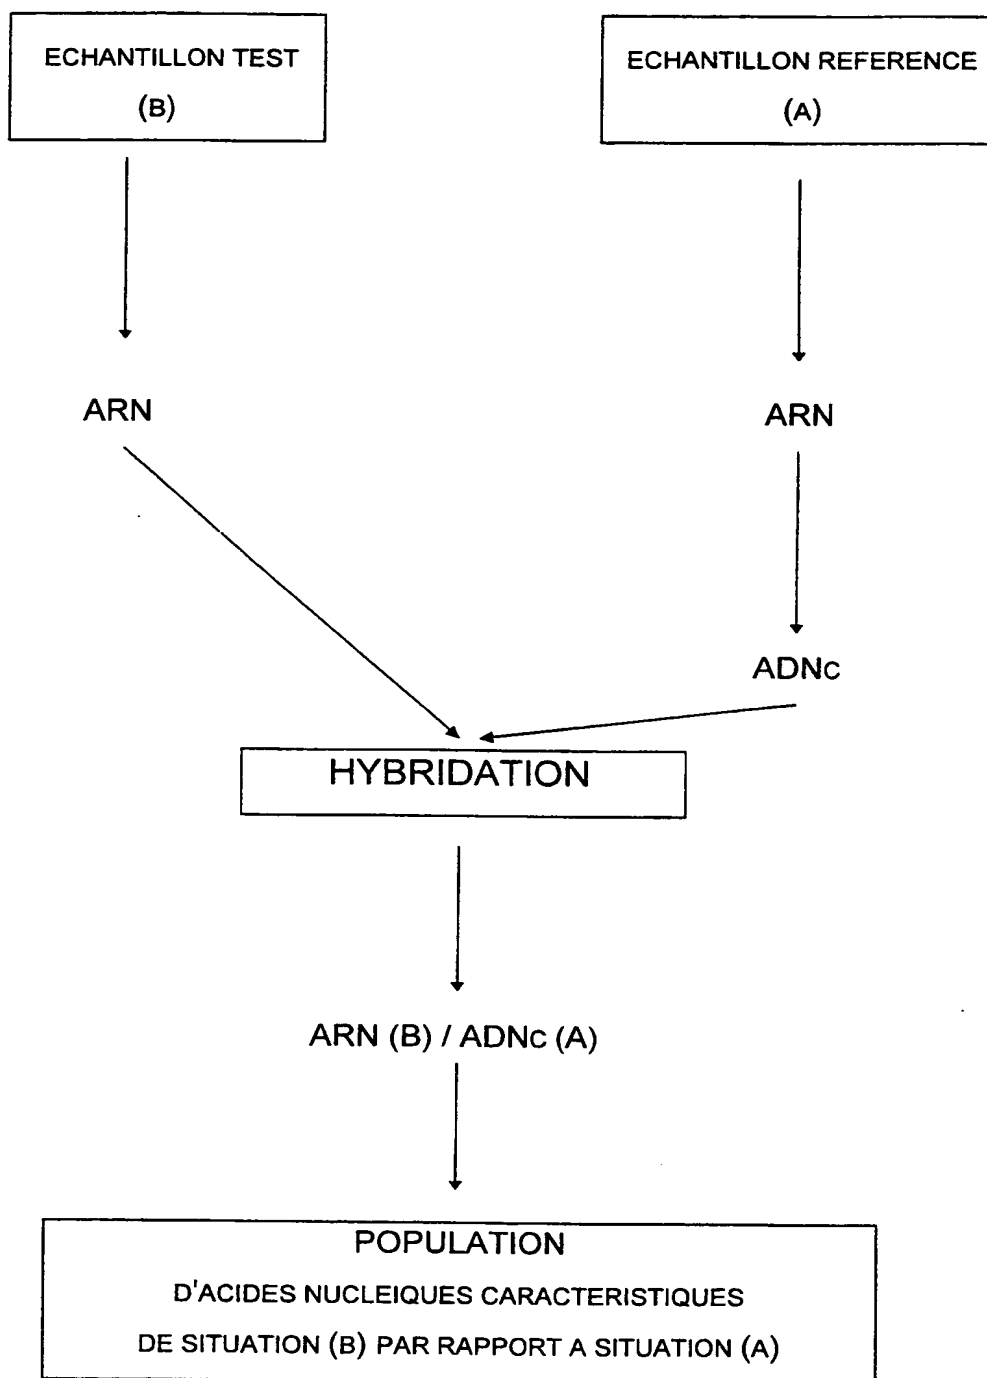 ECHANTILLON TEST
(B)
ECHANTILLON REFERENCE
(A)
ARN
ARN
ADNc
HYBRIDATION
ARN (B) / ADNc (A)
POPULATION
D'ACIDES NUCLEIQUES CARACTERISTIQUES
DE SITUATION (B) PAR RAPPORT A SITUATION (A)